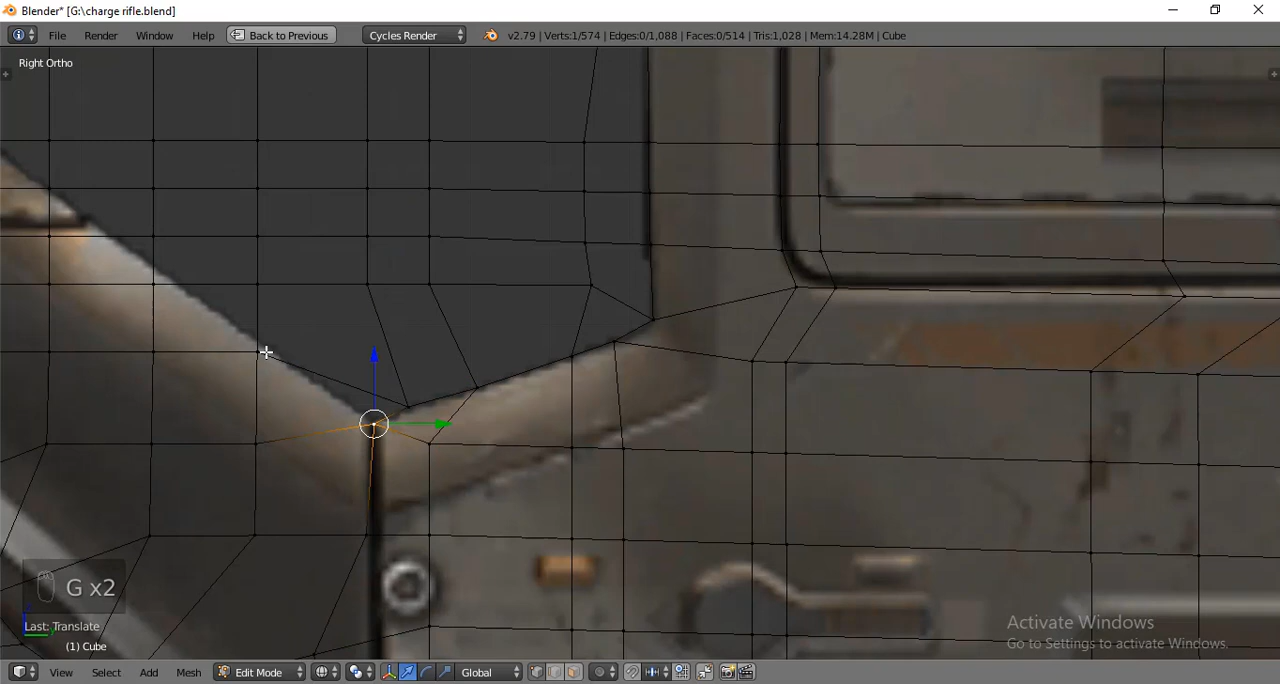 Blender* [G:\charge rifle.blend]
File Render Window Help Back to Previous Cycles Render v2.79 | Verts:1/574 | Edges:0/1,088 | Faces:0/514 | Tris:1,028 | Mem:14.28M | Cube
Right Ortho
G x2
Last: Translate
(1) Cube
Activate Windows
Go to Settings to activate Windows.
View Select Add Mesh Edit Mode Global